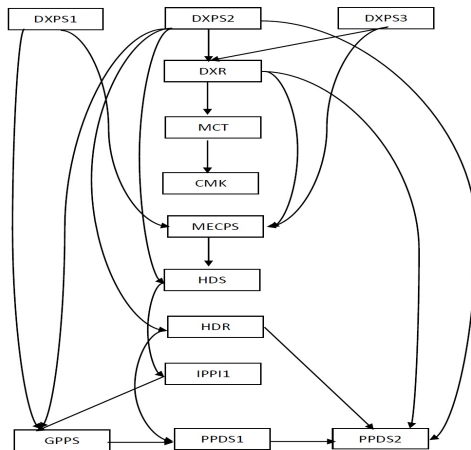 DXPS1
DXPS2
DXPS3
DXR
MCT
CMK
MECPS
HDS
HDR
IPPI1
GPPS
PPDS1
PPDS2